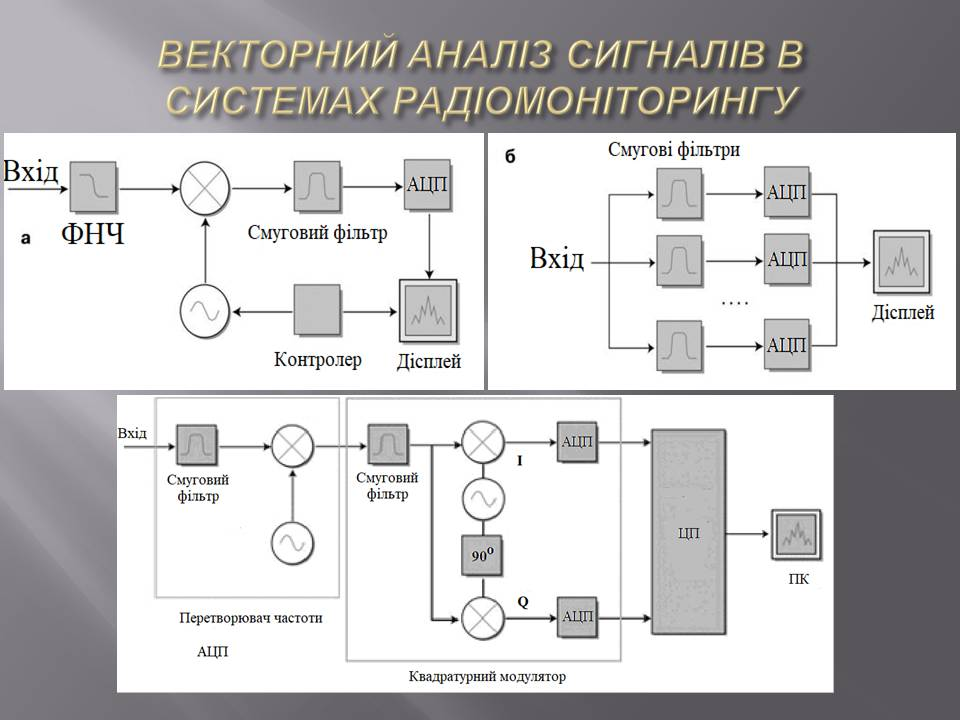 ВЕКТОРНИЙ АНАЛІЗ СИГНАЛІВ В
СИСТЕМАХ РАДІОМОНІТОРИНГУ
Вхід
АЦП
а
ФНЧ
Смуговий фільтр
Контролер
Дісплей
б
Смугові фільтри
АЦП
Вхід
АЦП
....
АЦП
Дісплей
Вхід
Смуговий
фільтр
Смуговий
фільтр
АЦП
I
90⁰
Q
АЦП
ЦП
ПК
Перетворювач частоти
АЦП
Квадратурний модулятор